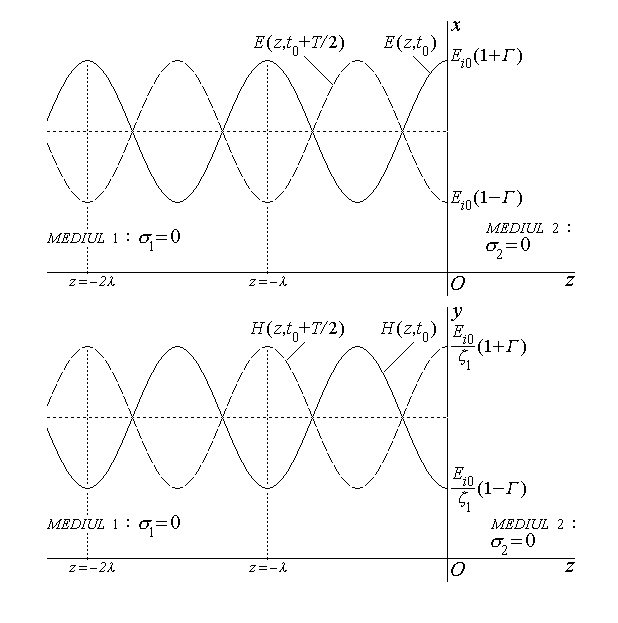 x
E(z,t₀+T/2) E(z,t₀)
Eᵢ₀(1+Γ)
Eᵢ₀(1−Γ)
MEDIUL 1 : σ₁=0
MEDIUL 2 :
σ₂=0
z=−2λ z=−λ O z
y
H(z,t₀+T/2) H(z,t₀)
Eᵢ₀/ζ₁(1+Γ)
Eᵢ₀/ζ₁(1−Γ)
MEDIUL 1 : σ₁=0
MEDIUL 2 :
σ₂=0
z=−2λ z=−λ O z